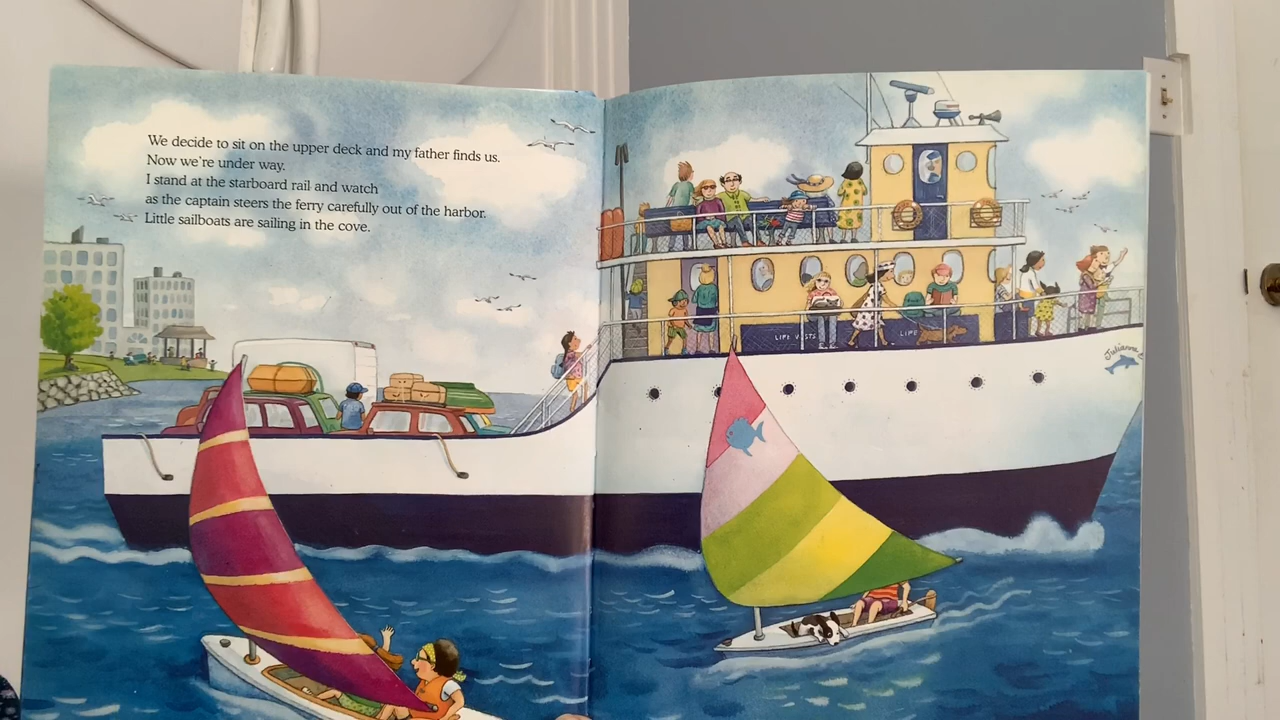 We decide to sit on the upper deck and my father finds us.
Now we're under way.
I stand at the starboard rail and watch
as the captain steers the ferry carefully out of the harbor.
Little sailboats are sailing in the cove.
LIFE VESTS
LIFE